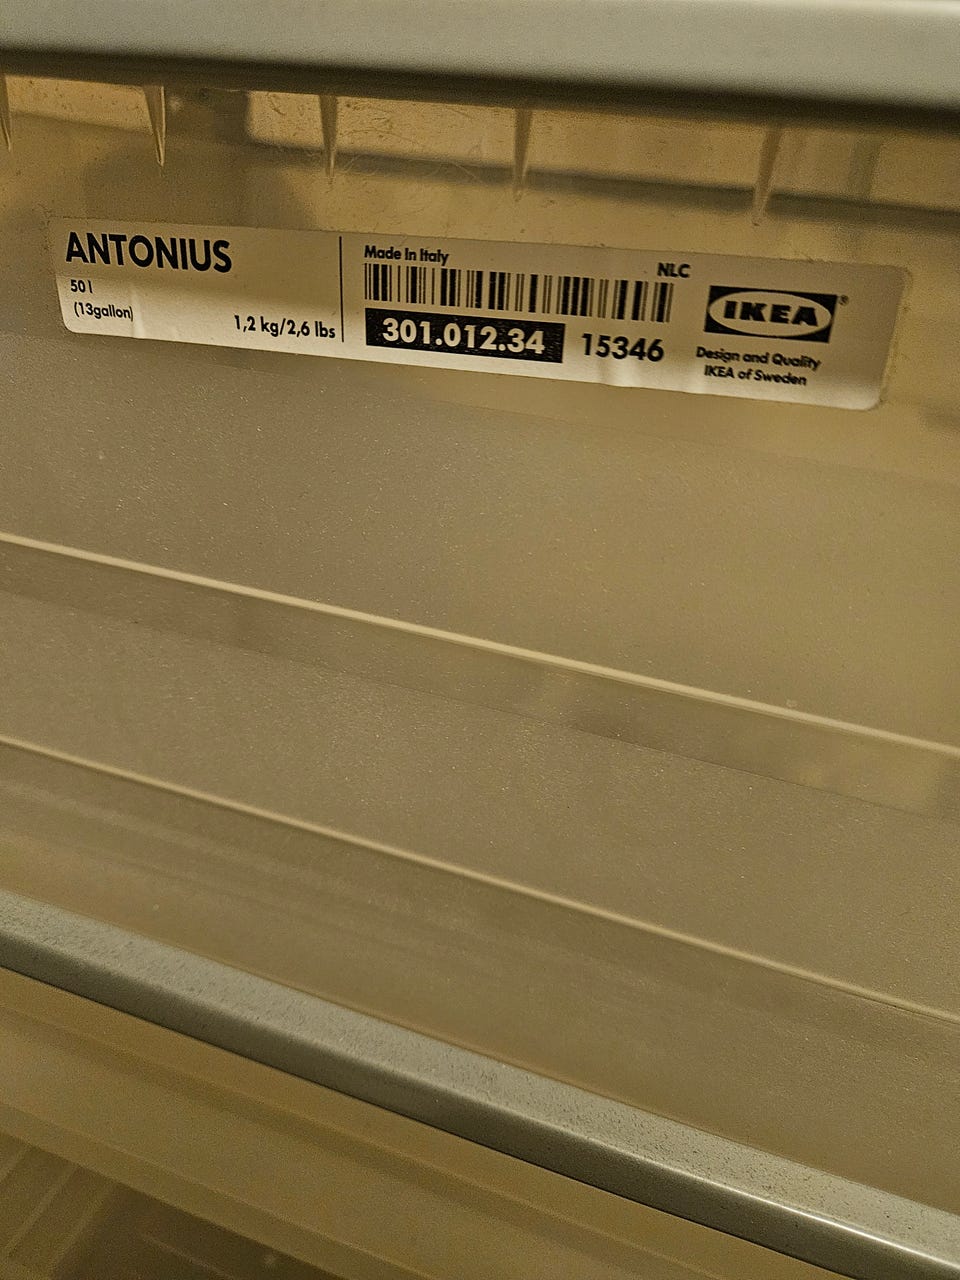 ANTONIUS
50 l
(13gallon)
1,2 kg/2,6 lbs
Made In Italy
NLC
301.012.34 15346
IKEA®
Design and Quality
IKEA of Sweden